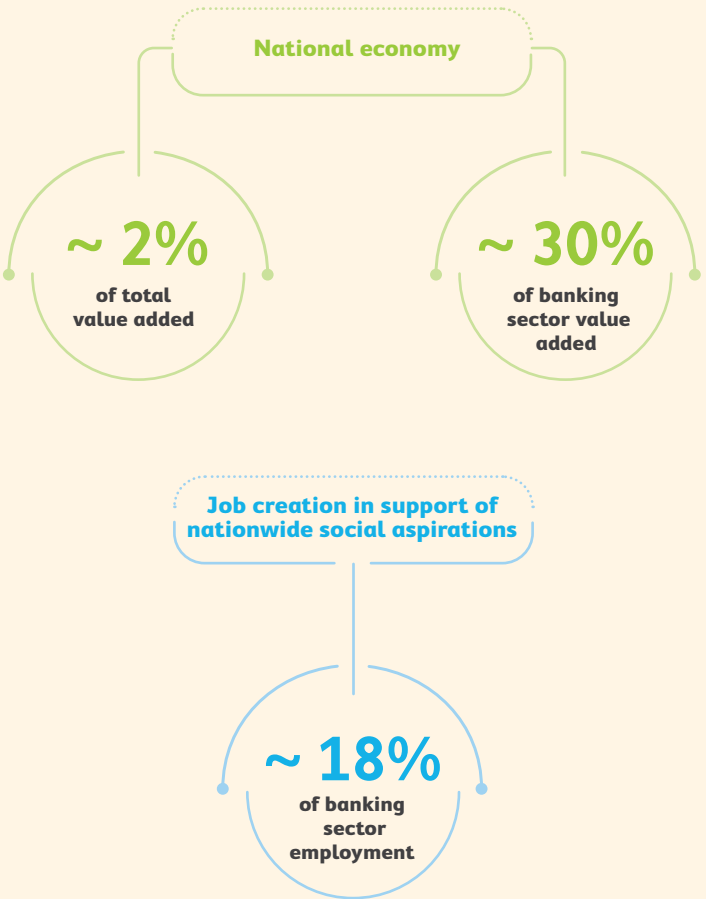 National economy
~ 2%
of total
value added
~ 30%
of banking
sector value
added
Job creation in support of
nationwide social aspirations
~ 18%
of banking
sector
employment